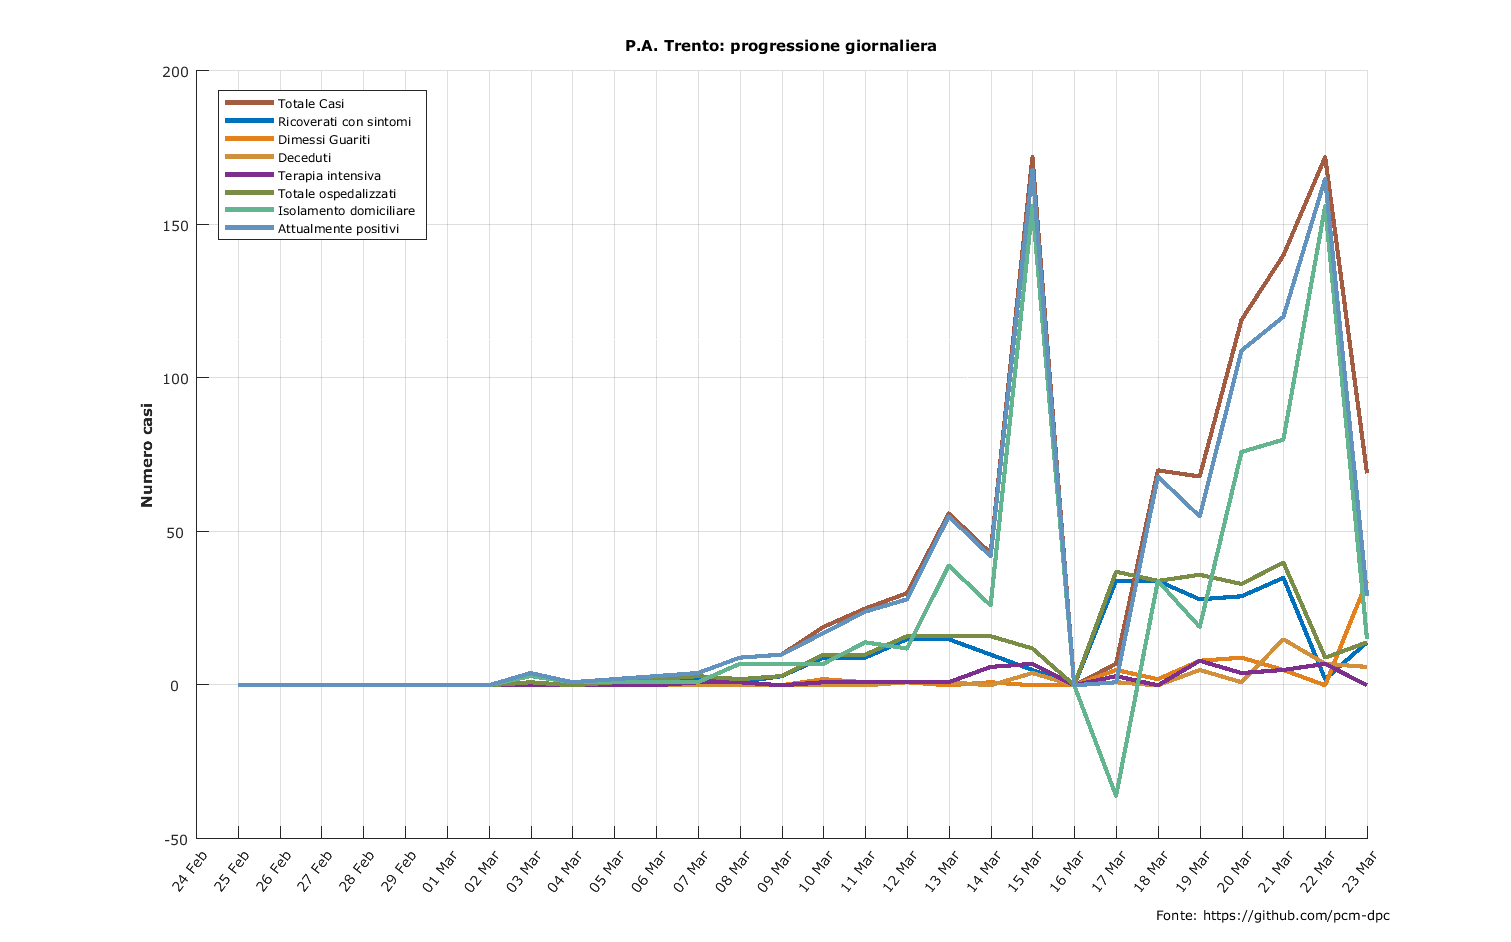 P.A. Trento: progressione giornaliera
200
150
100
50
0
-50
Numero casi
Totale Casi
Ricoverati con sintomi
Dimessi Guariti
Deceduti
Terapia intensiva
Totale ospedalizzati
Isolamento domiciliare
Attualmente positivi
24 Feb
25 Feb
26 Feb
27 Feb
28 Feb
29 Feb
01 Mar
02 Mar
03 Mar
04 Mar
05 Mar
06 Mar
07 Mar
08 Mar
09 Mar
10 Mar
11 Mar
12 Mar
13 Mar
14 Mar
15 Mar
16 Mar
17 Mar
18 Mar
19 Mar
20 Mar
21 Mar
22 Mar
23 Mar
Fonte: https://github.com/pcm-dpc